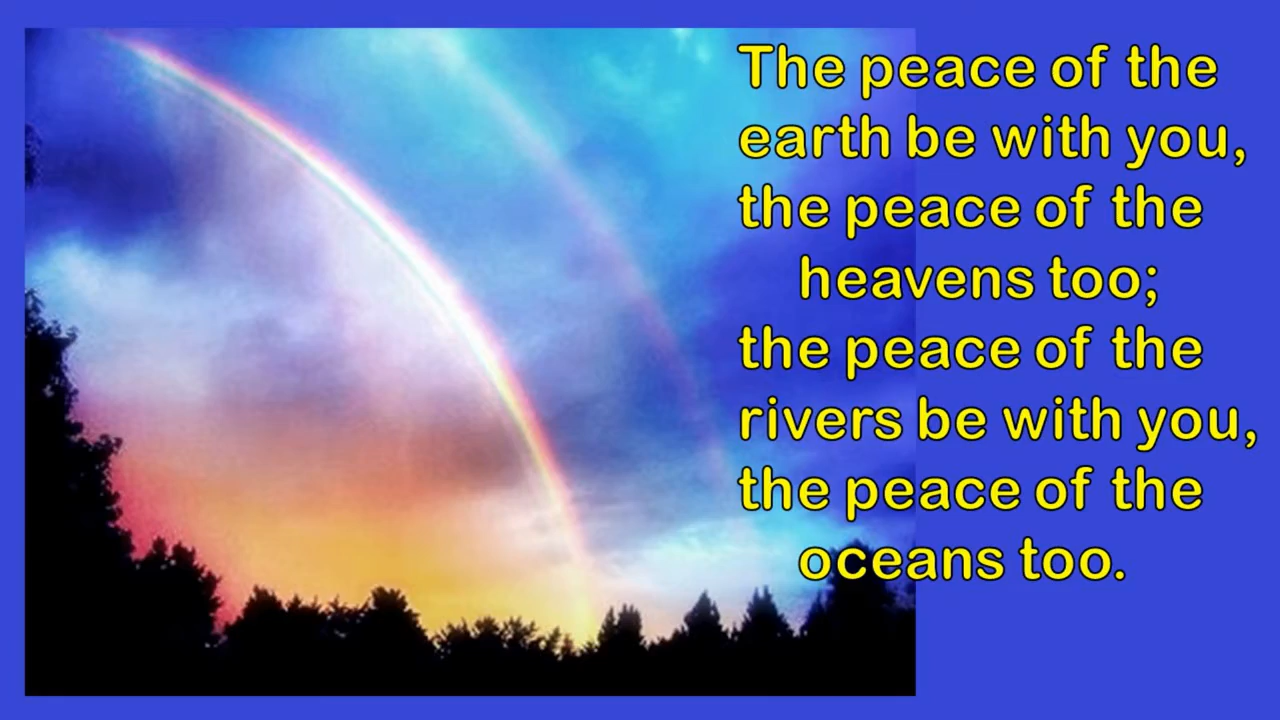 The peace of the
earth be with you,
the peace of the
heavens too;
the peace of the
rivers be with you,
the peace of the
oceans too.